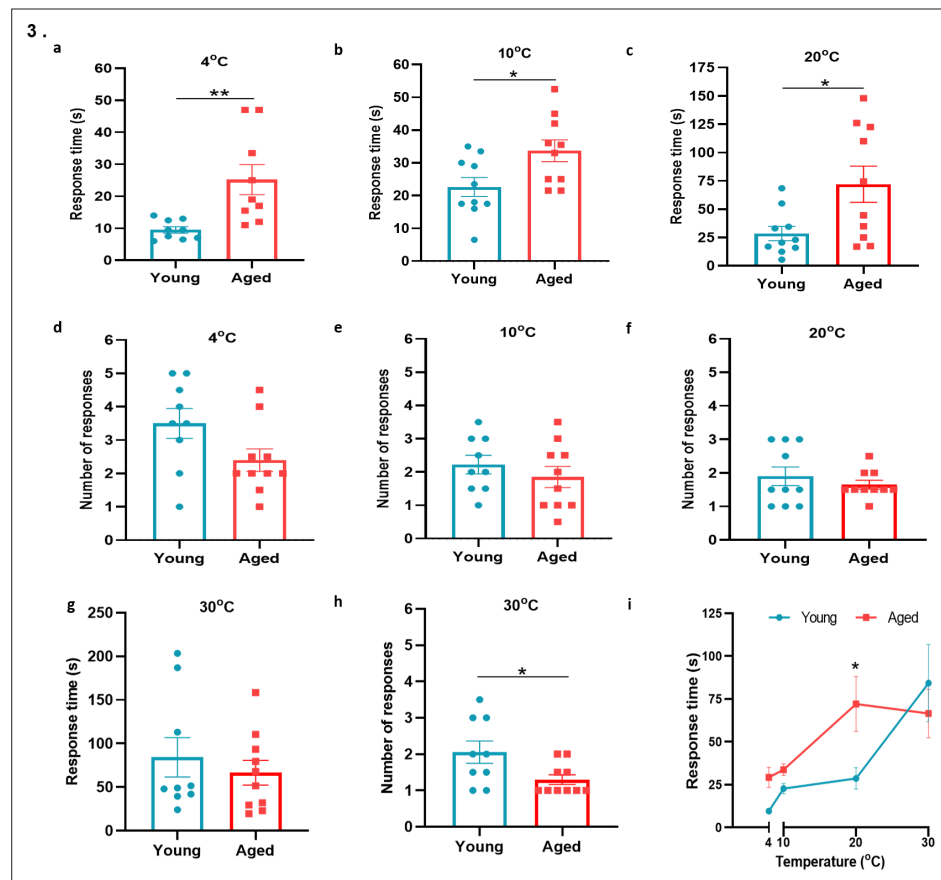 3 .
a
4°C
Response time (s)
60
50
40
30
20
10
0
**
Young
Aged
b
10°C
Response time (s)
60
50
40
30
20
10
0
*
Young
Aged
c
20°C
Response time (s)
175
150
125
100
75
50
25
0
*
Young
Aged
d
4°C
Number of responses
6
5
4
3
2
1
0
Young
Aged
e
10°C
Number of responses
6
5
4
3
2
1
0
Young
Aged
f
20°C
Number of responses
6
5
4
3
2
1
0
Young
Aged
g
30°C
Response time (s)
250
200
150
100
50
0
Young
Aged
h
30°C
Number of responses
6
5
4
3
2
1
0
*
Young
Aged
i
Young
Aged
Response time (s)
125
100
75
50
25
0
*
4 10 20 30
Temperature (°C)